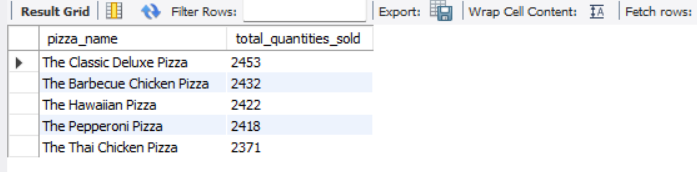 Result Grid Filter Rows: Export: Wrap Cell Content: Fetch rows:
pizza_name total_quantities_sold
The Classic Deluxe Pizza 2453
The Barbecue Chicken Pizza 2432
The Hawaiian Pizza 2422
The Pepperoni Pizza 2418
The Thai Chicken Pizza 2371